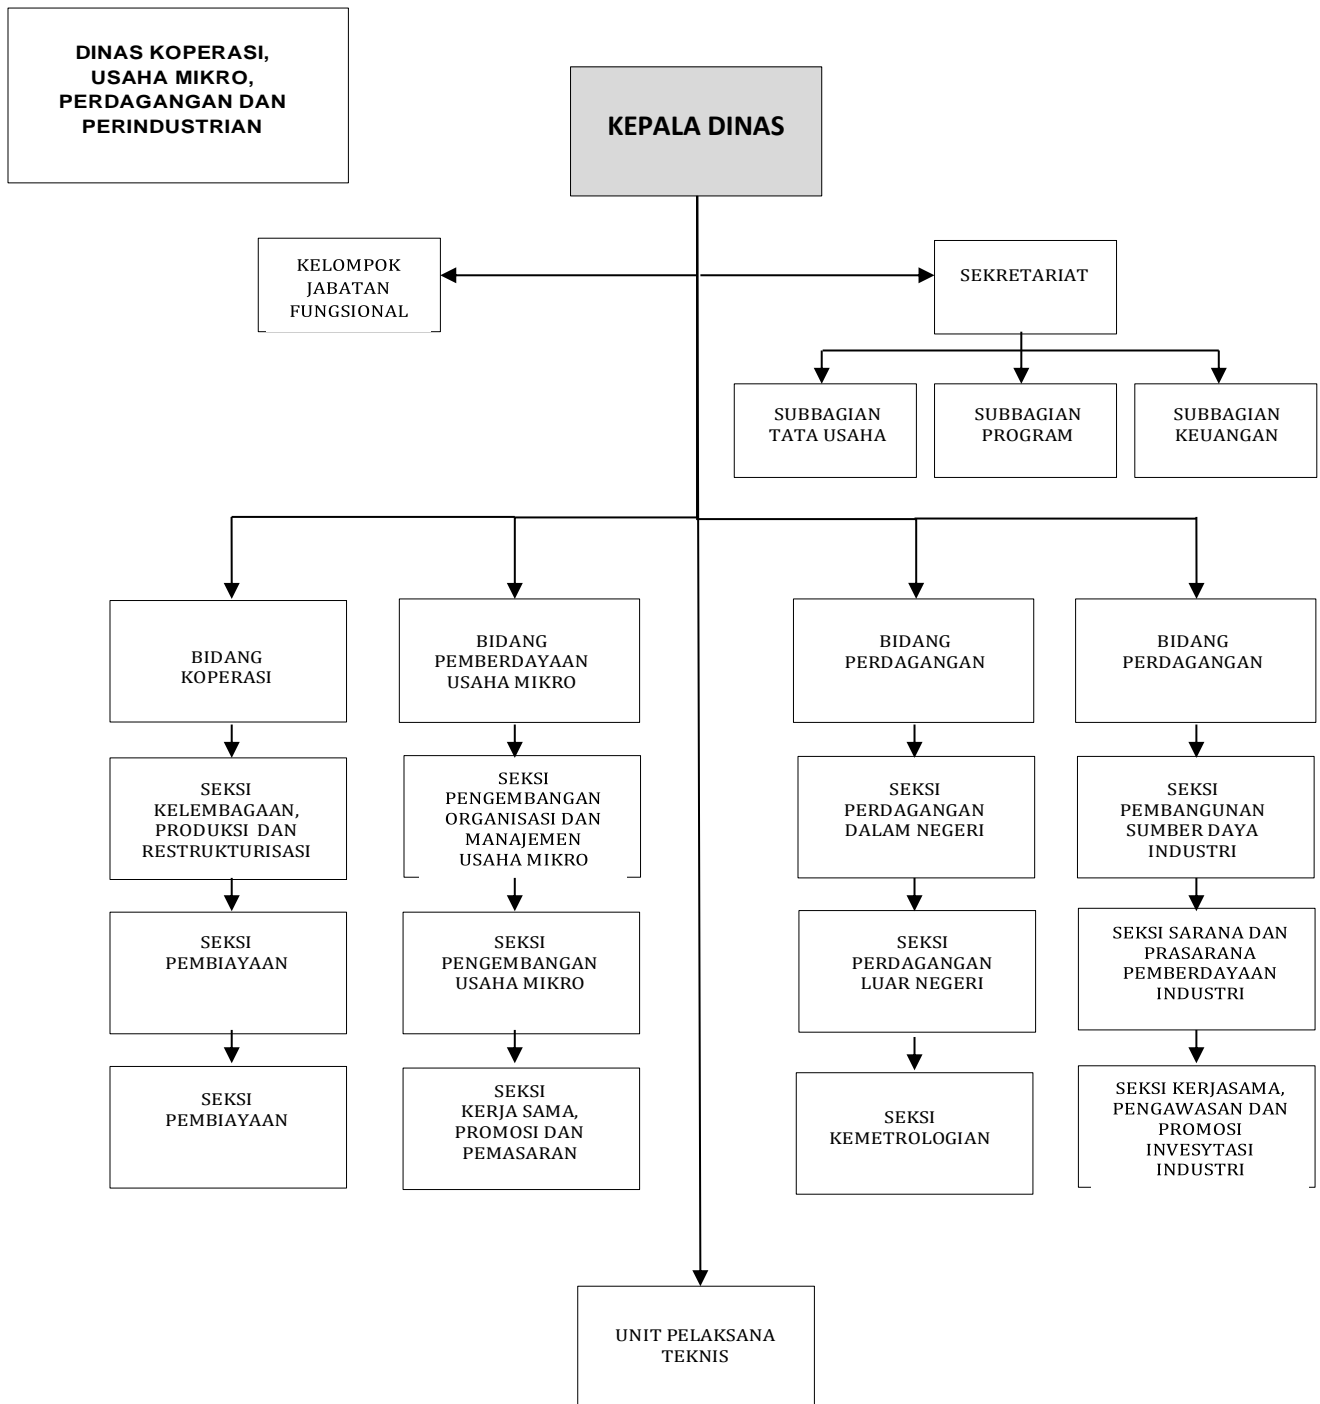 DINAS KOPERASI,
USAHA MIKRO,
PERDAGANGAN DAN
PERINDUSTRIAN
KEPALA DINAS
KELOMPOK
JABATAN
FUNGSIONAL
SEKRETARIAT
SUBBAGIAN
TATA USAHA
SUBBAGIAN
PROGRAM
SUBBAGIAN
KEUANGAN
BIDANG
KOPERASI
BIDANG
PEMBERDAYAAN
USAHA MIKRO
BIDANG
PERDAGANGAN
BIDANG
PERDAGANGAN
SEKSI
KELEMBAGAAN,
PRODUKSI DAN
RESTRUKTURISASI
SEKSI
PENGEMBANGAN
ORGANISASI DAN
MANAJEMEN
USAHA MIKRO
SEKSI
PERDAGANGAN
DALAM NEGERI
SEKSI
PEMBANGUNAN
SUMBER DAYA
INDUSTRI
SEKSI
PEMBIAYAAN
SEKSI
PENGEMBANGAN
USAHA MIKRO
SEKSI
PERDAGANGAN
LUAR NEGERI
SEKSI SARANA DAN
PRASARANA
PEMBERDAYAAN
INDUSTRI
SEKSI
PEMBIAYAAN
SEKSI
KERJA SAMA,
PROMOSI DAN
PEMASARAN
SEKSI
KEMETROLOGIAN
SEKSI KERJASAMA,
PENGAWASAN DAN
PROMOSI
INVESYTASI
INDUSTRI
UNIT PELAKSANA
TEKNIS